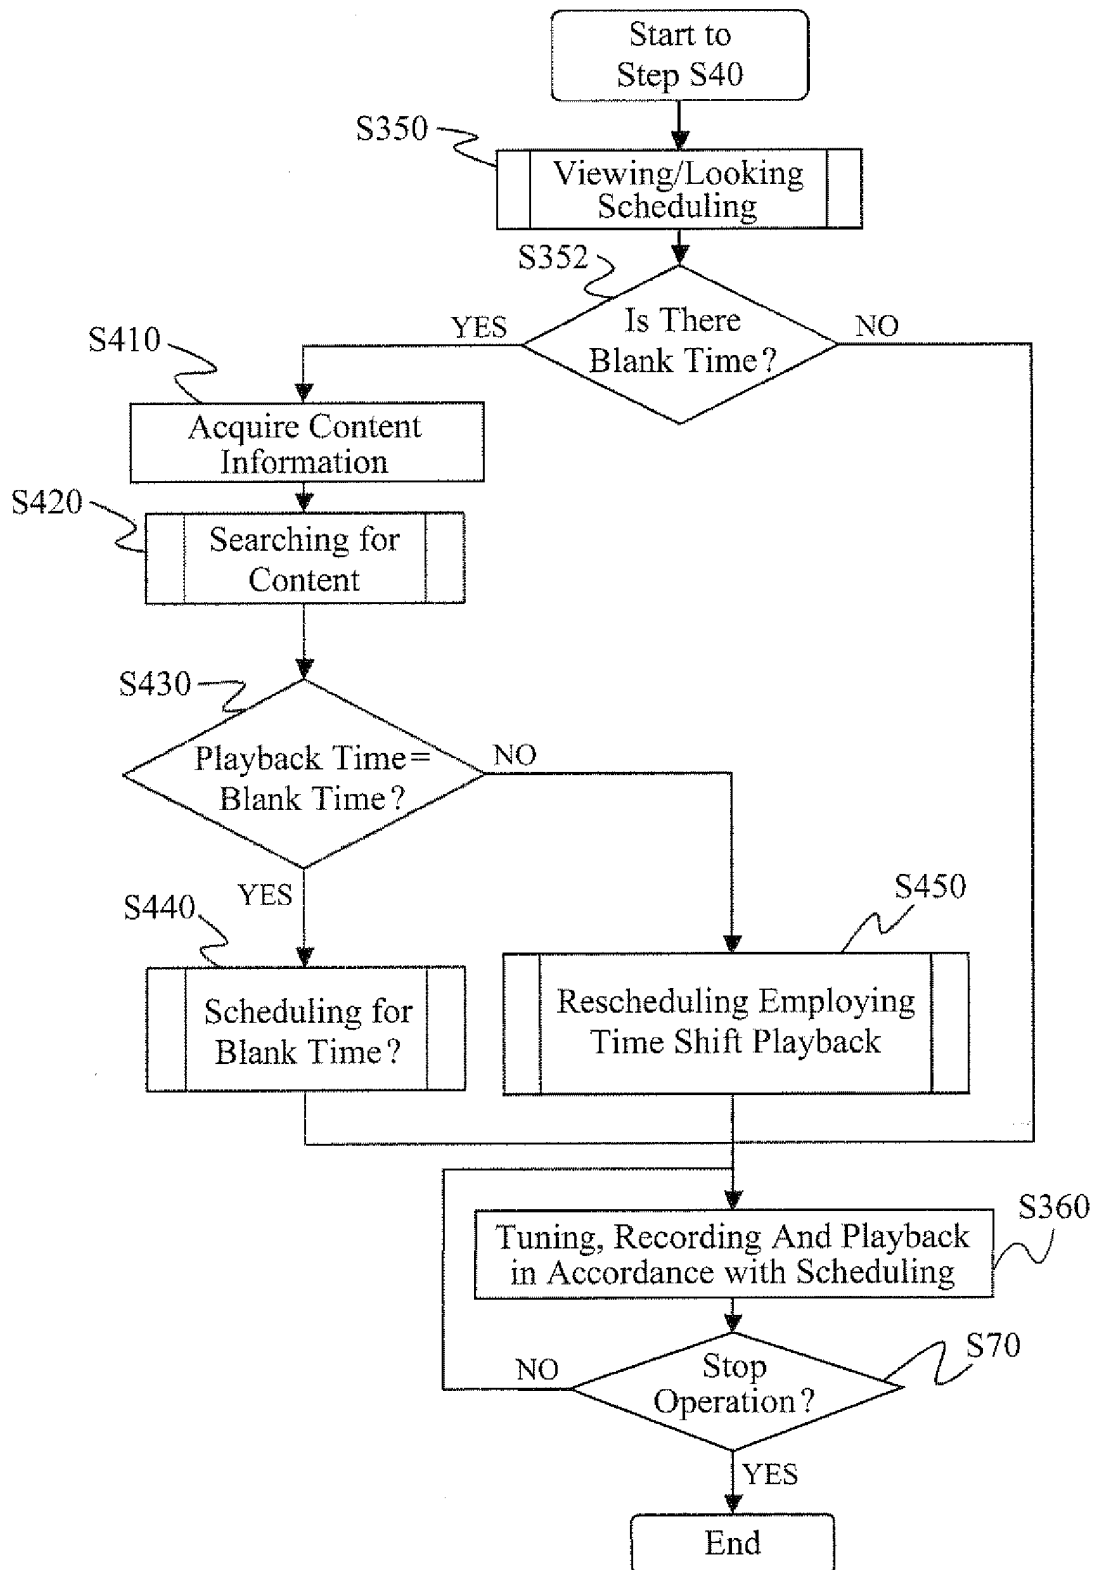 Start to
Step S40
S350
Viewing/Looking
Scheduling
S352
Is There
Blank Time?
YES
NO
S410
Acquire Content
Information
S420
Searching for
Content
S430
Playback Time=
Blank Time?
NO
YES
S440
Scheduling for
Blank Time?
S450
Rescheduling Employing
Time Shift Playback
S360
Tuning, Recording And Playback
in Accordance with Scheduling
S70
Stop
Operation?
NO
YES
End